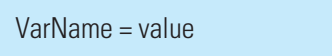 VarName = value